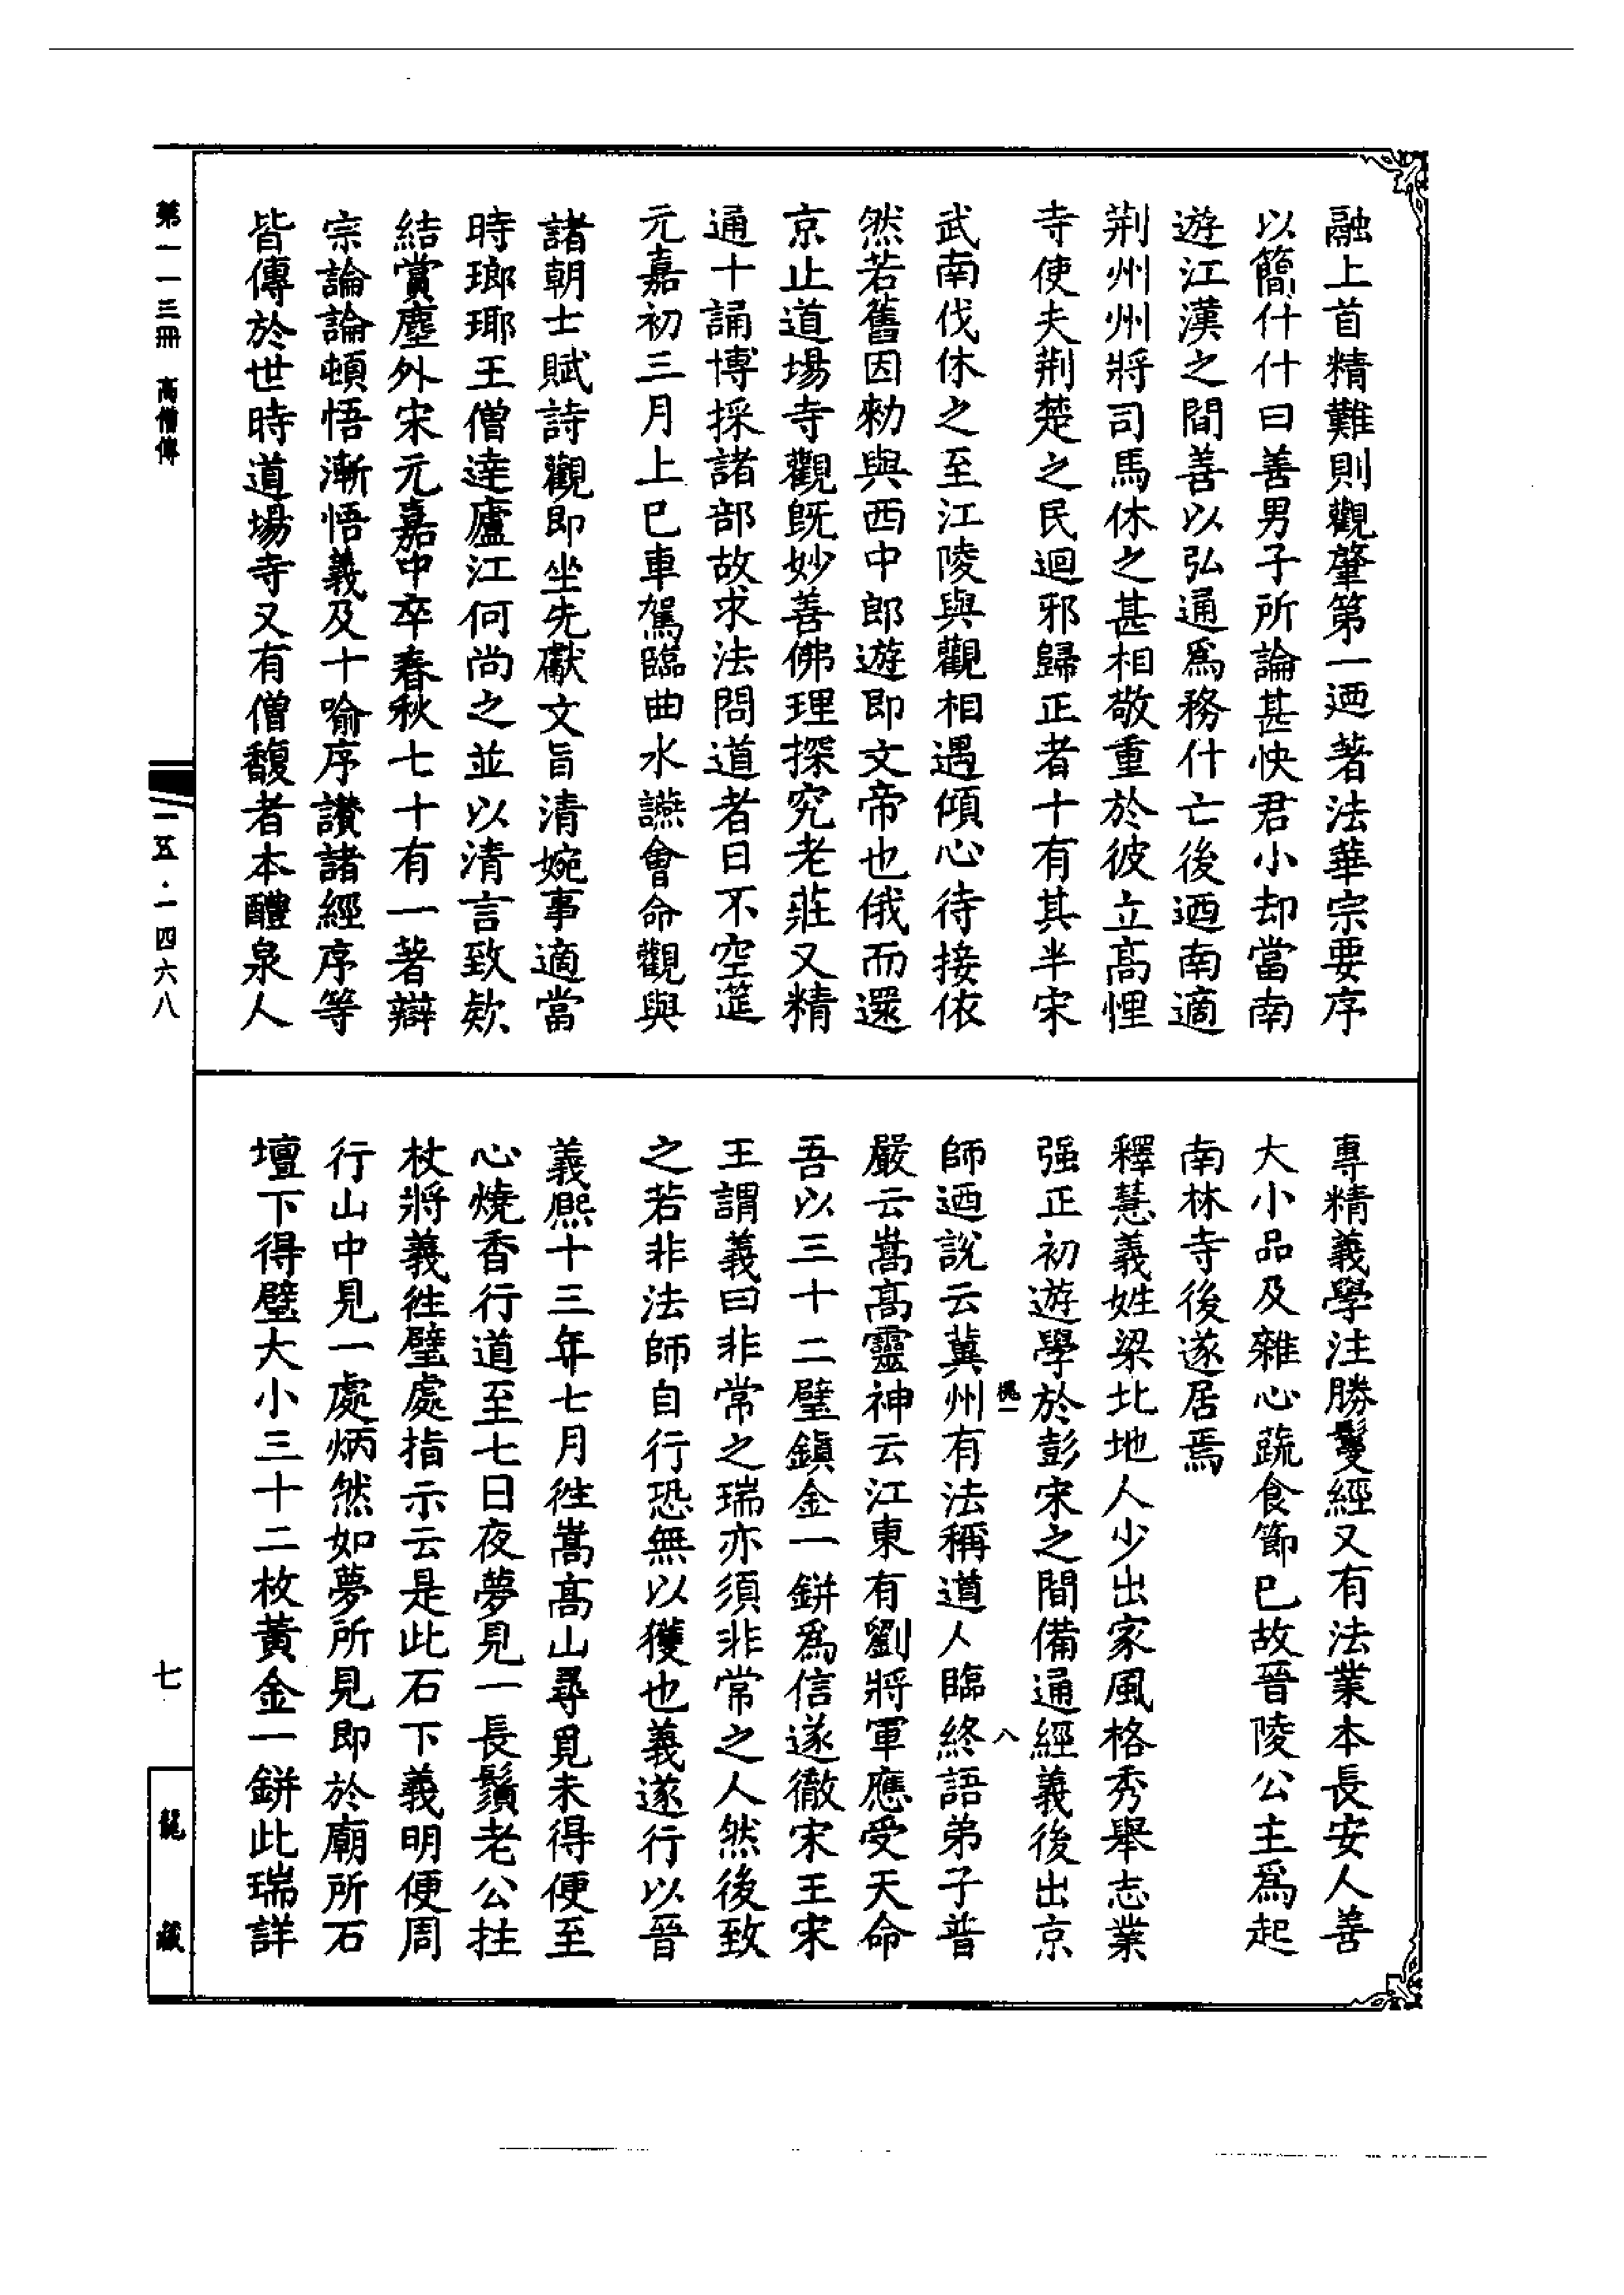 融上首精難則觀肇第一迺著法華宗要序
以簡什什曰善男子所論甚快君小却當南
遊江漢之間善以弘通爲務什亡後迺南適
荆州州將司馬休之甚相敬重於彼立高悝
寺使夫荆楚之民迴邪歸正者十有其半宋
武南伐休之至江陵與觀相遇傾心待接依
然若舊因勑與西中郎遊即文帝也俄而還
京止道場寺觀既妙善佛理探究老莊又精
通十誦博採諸部故求法問道者日不空筵
元嘉初三月上巳車駕臨曲水讌會命觀與
諸朝士賦詩觀即坐先獻文旨清婉事適當
時瑯瑘王僧達廬江何尚之並以清言致欵
結賞塵外宋元嘉中卒春秋七十有一著辯
宗論論頓悟漸悟義及十喻序讚諸經序等
皆傳於世時道場寺又有僧馥者本醴泉人
專精義學注勝鬘經又有法業本長安人善
大小品及雜心蔬食節已故晉陵公主爲起
南林寺後遂居焉
釋慧義姓梁北地人少出家風格秀舉志業
强正初遊學於彭宋之間備通經義後出京
槐一 八
師迺說云冀州有法稱道人臨終語弟子普
嚴云嵩高靈神云江東有劉將軍應受天命
吾以三十二璧鎮金一鉼爲信遂徹宋王宋
王謂義曰非常之瑞亦須非常之人然後致
之若非法師自行恐無以獲也義遂行以晉
義熙十三年七月徃嵩高山尋覓未得便至
心燒香行道至七日夜夢見一長鬚老公拄
杖將義徃璧處指示云是此石下義明便周
行山中見一處炳然如夢所見即於廟所石
壇下得璧大小三十二枚黃金一鉼此瑞詳
第一一三冊 高僧傳
一一五·一四六八
七
龍藏